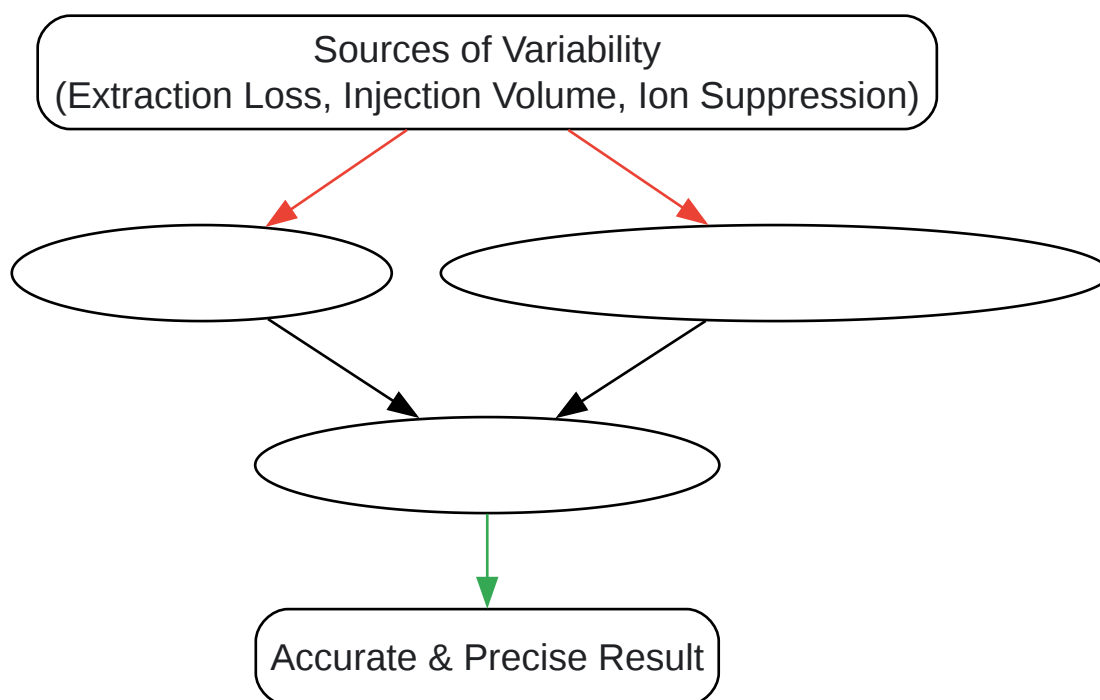 Sources of Variability
(Extraction Loss, Injection Volume, Ion Suppression)
Accurate & Precise Result